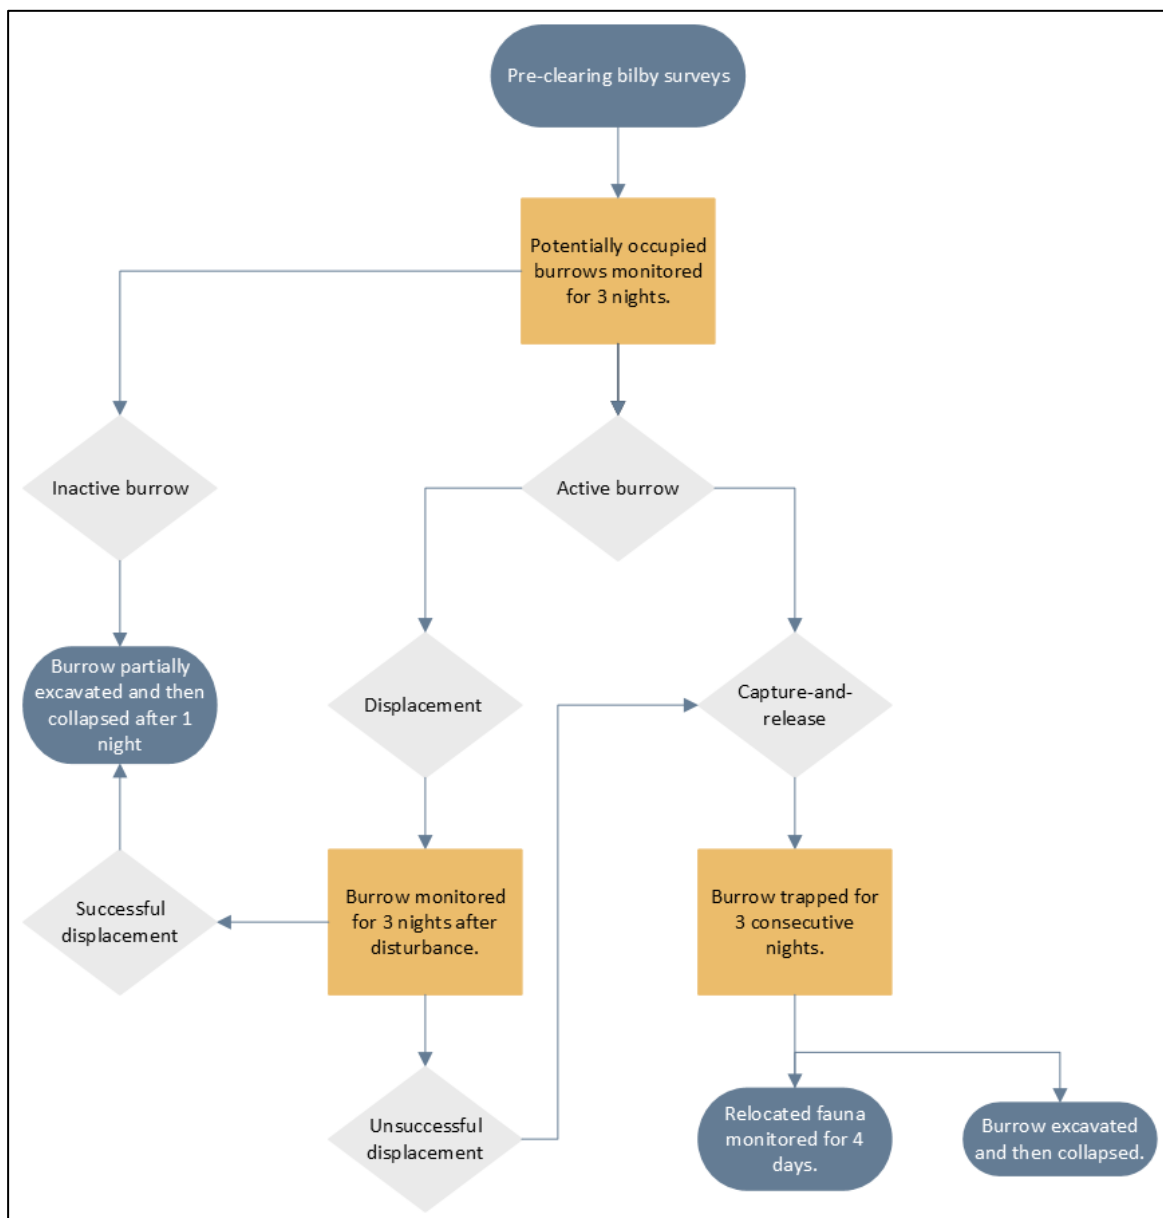 Pre-clearing bilby surveys
Potentially occupied
burrows monitored
for 3 nights.
Inactive burrow
Active burrow
Burrow partially
excavated and then
collapsed after 1
night
Displacement
Capture-and-
release
Successful
displacement
Burrow monitored
for 3 nights after
disturbance.
Burrow trapped for
3 consecutive
nights.
Unsuccessful
displacement
Relocated fauna
monitored for 4
days.
Burrow excavated
and then collapsed.